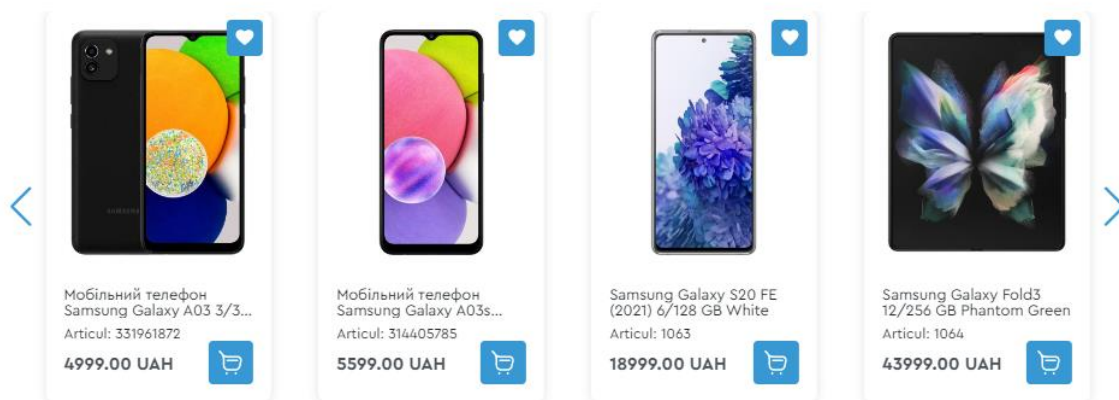 SAMSUNG
Мобільний телефон
Samsung Galaxy A03 3/3...
Articul: 331961872
4999.00 UAH
Мобільний телефон
Samsung Galaxy A03s...
Articul: 314405785
5599.00 UAH
Samsung Galaxy S20 FE
(2021) 6/128 GB White
Articul: 1063
18999.00 UAH
Samsung Galaxy Fold3
12/256 GB Phantom Green
Articul: 1064
43999.00 UAH